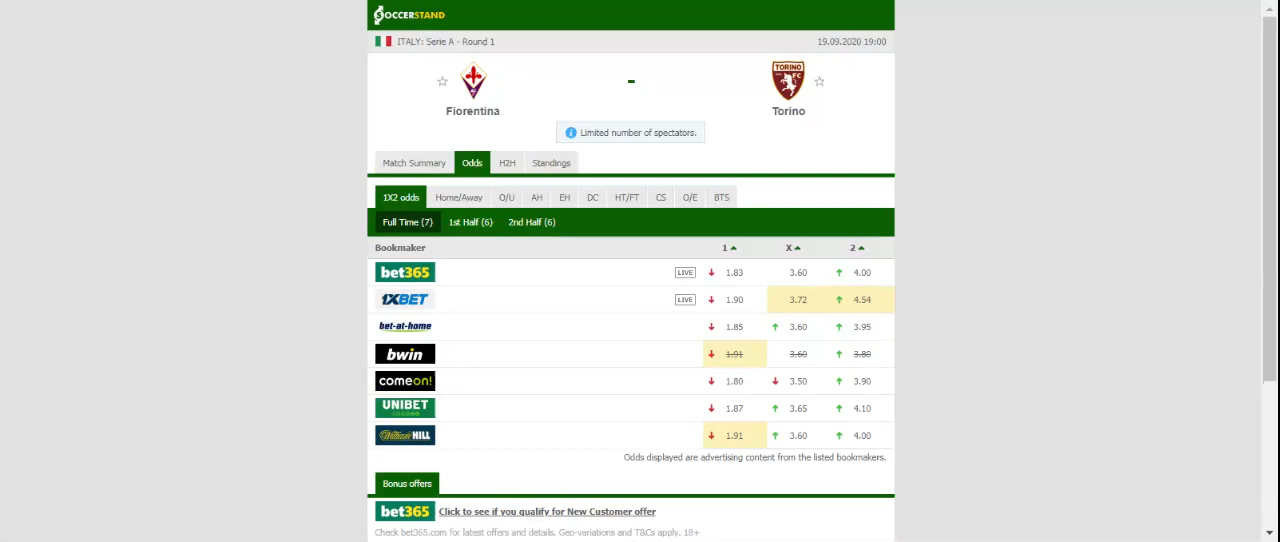 SOCCERSTAND
ITALY: Serie A - Round 1 19.09.2020 19:00
TORINO
FC
-
Fiorentina Torino
Limited number of spectators.
Match Summary Odds H2H Standings
1X2 odds Home/Away O/U AH EH DC HT/FT CS O/E BTS
Full Time (7) 1st Half (6) 2nd Half (6)
Bookmaker 1 X 2
bet365 LIVE 1.83 3.60 4.00
1XBET LIVE 1.90 3.72 4.54
bet-at-home 1.85 3.60 3.95
bwin 1.91 3.60 3.80
comeon! 1.80 3.50 3.90
UNIBET 1.87 3.65 4.10
William HILL 1.91 3.60 4.00
Odds displayed are advertising content from the listed bookmakers.
Bonus offers
bet365 Click to see if you qualify for New Customer offer
Check bet365.com for latest offers and details. Geo-variations and T&Cs apply. 18+